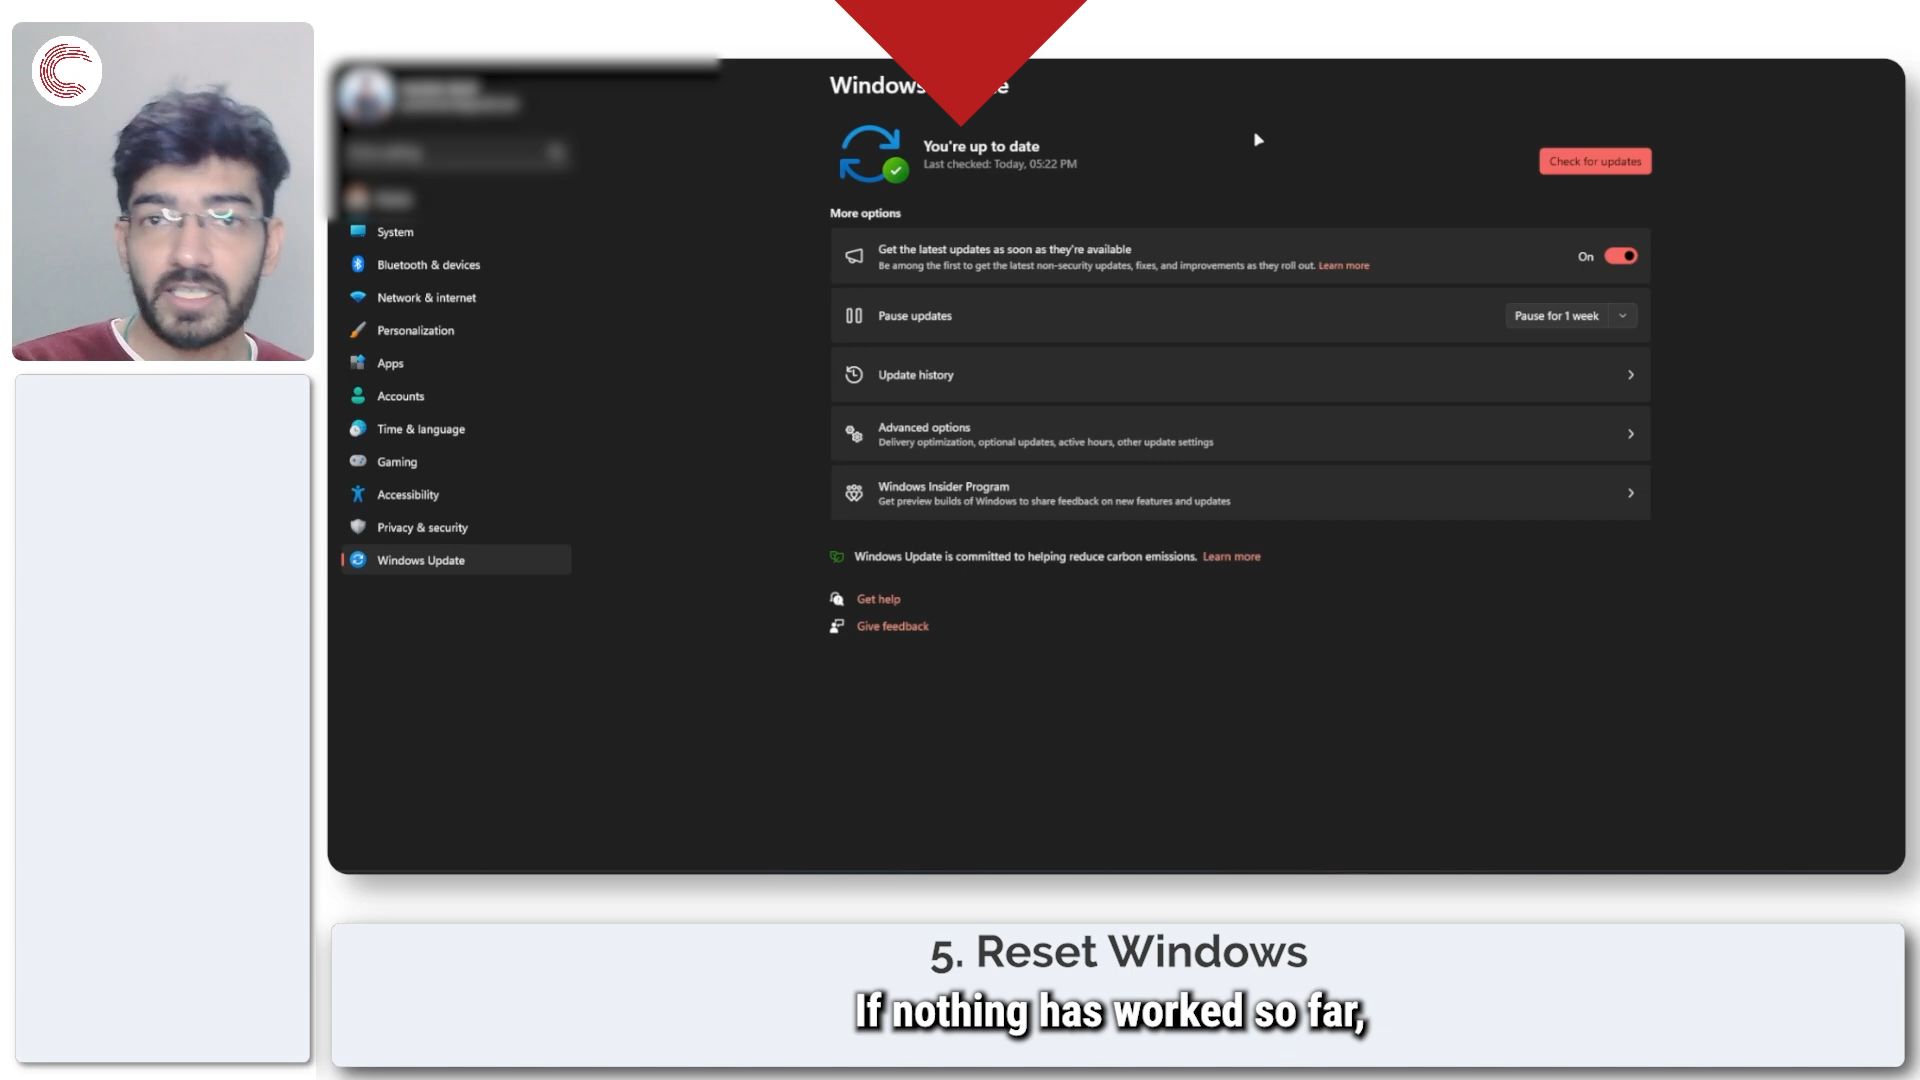 Windows
e
You're up to date
Last checked: Today, 05:22 PM
Check for updates
More options
Get the latest updates as soon as they're available
Be among the first to get the latest non-security updates, fixes, and improvements as they roll out. Learn more
On
Pause updates
Pause for 1 week
Update history
Advanced options
Delivery optimization, optional updates, active hours, other update settings
Windows Insider Program
Get preview builds of Windows to share feedback on new features and updates
Windows Update is committed to helping reduce carbon emissions. Learn more
Get help
Give feedback
System
Bluetooth & devices
Network & internet
Personalization
Apps
Accounts
Time & language
Gaming
Accessibility
Privacy & security
Windows Update
5. Reset Windows
If nothing has worked so far,